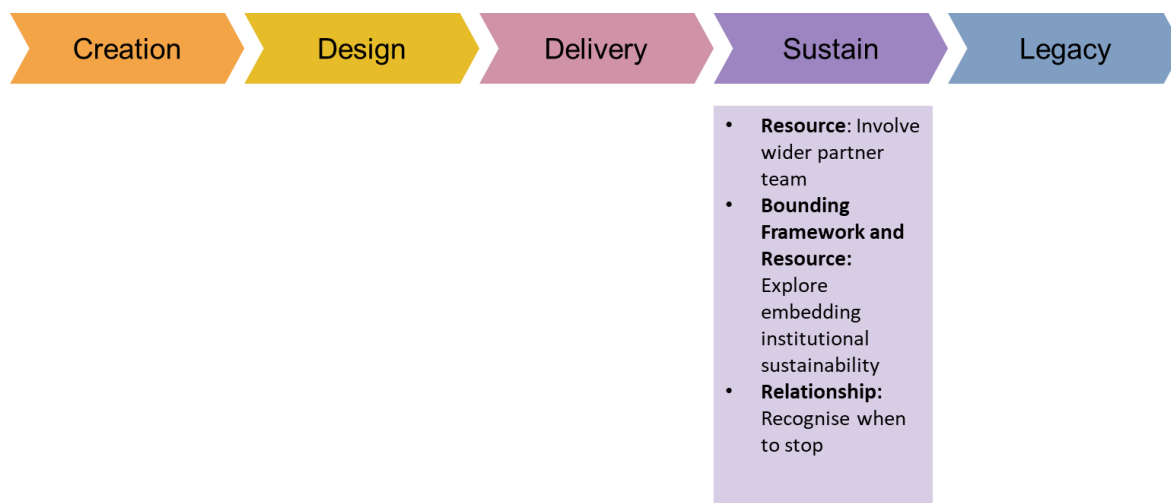 Creation
Design
Delivery
Sustain
Legacy
• Resource: Involve
wider partner
team
• Bounding
Framework and
Resource:
Explore
embedding
institutional
sustainability
• Relationship:
Recognise when
to stop